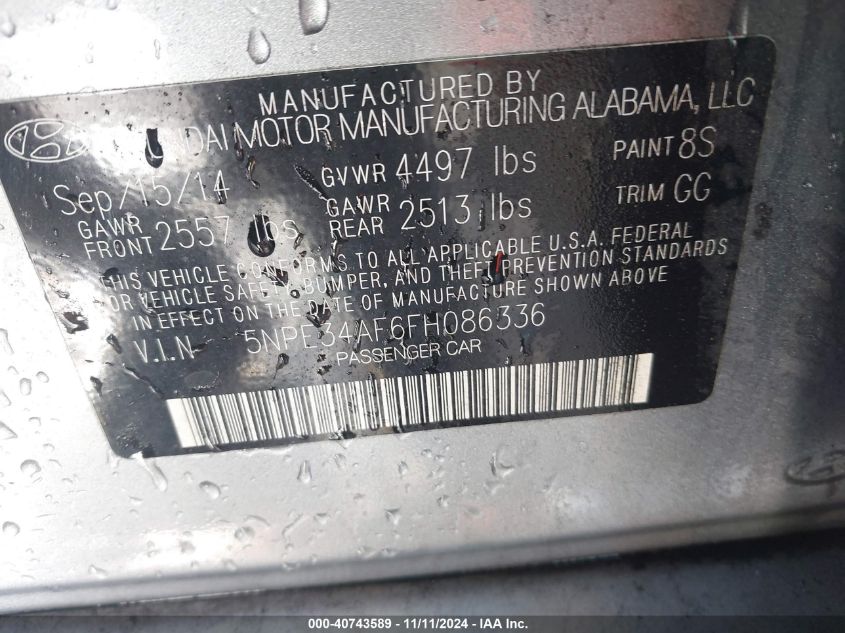 MANUFACTURED BY
HYUNDAI MOTOR MANUFACTURING ALABAMA, LLC
Sep/15/14 GVWR 4497 lbs PAINT 8S
GAWR FRONT 2557 lbs GAWR REAR 2513 lbs TRIM GG
THIS VEHICLE CONFORMS TO ALL APPLICABLE U.S.A. FEDERAL
MOTOR VEHICLE SAFETY, BUMPER, AND THEFT PREVENTION STANDARDS
IN EFFECT ON THE DATE OF MANUFACTURE SHOWN ABOVE
V.I.N 5NPE34AF6FH086336
PASSENGER CAR
000-40743589 - 11/11/2024 - IAA Inc.